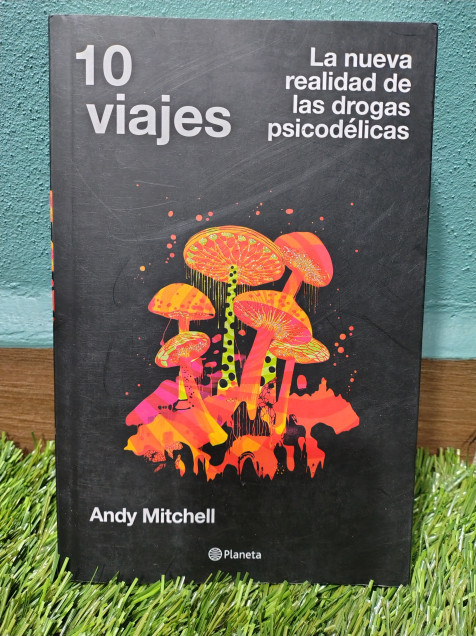 10
viajes
La nueva
realidad de
las drogas
psicodélicas
Andy Mitchell
Planeta